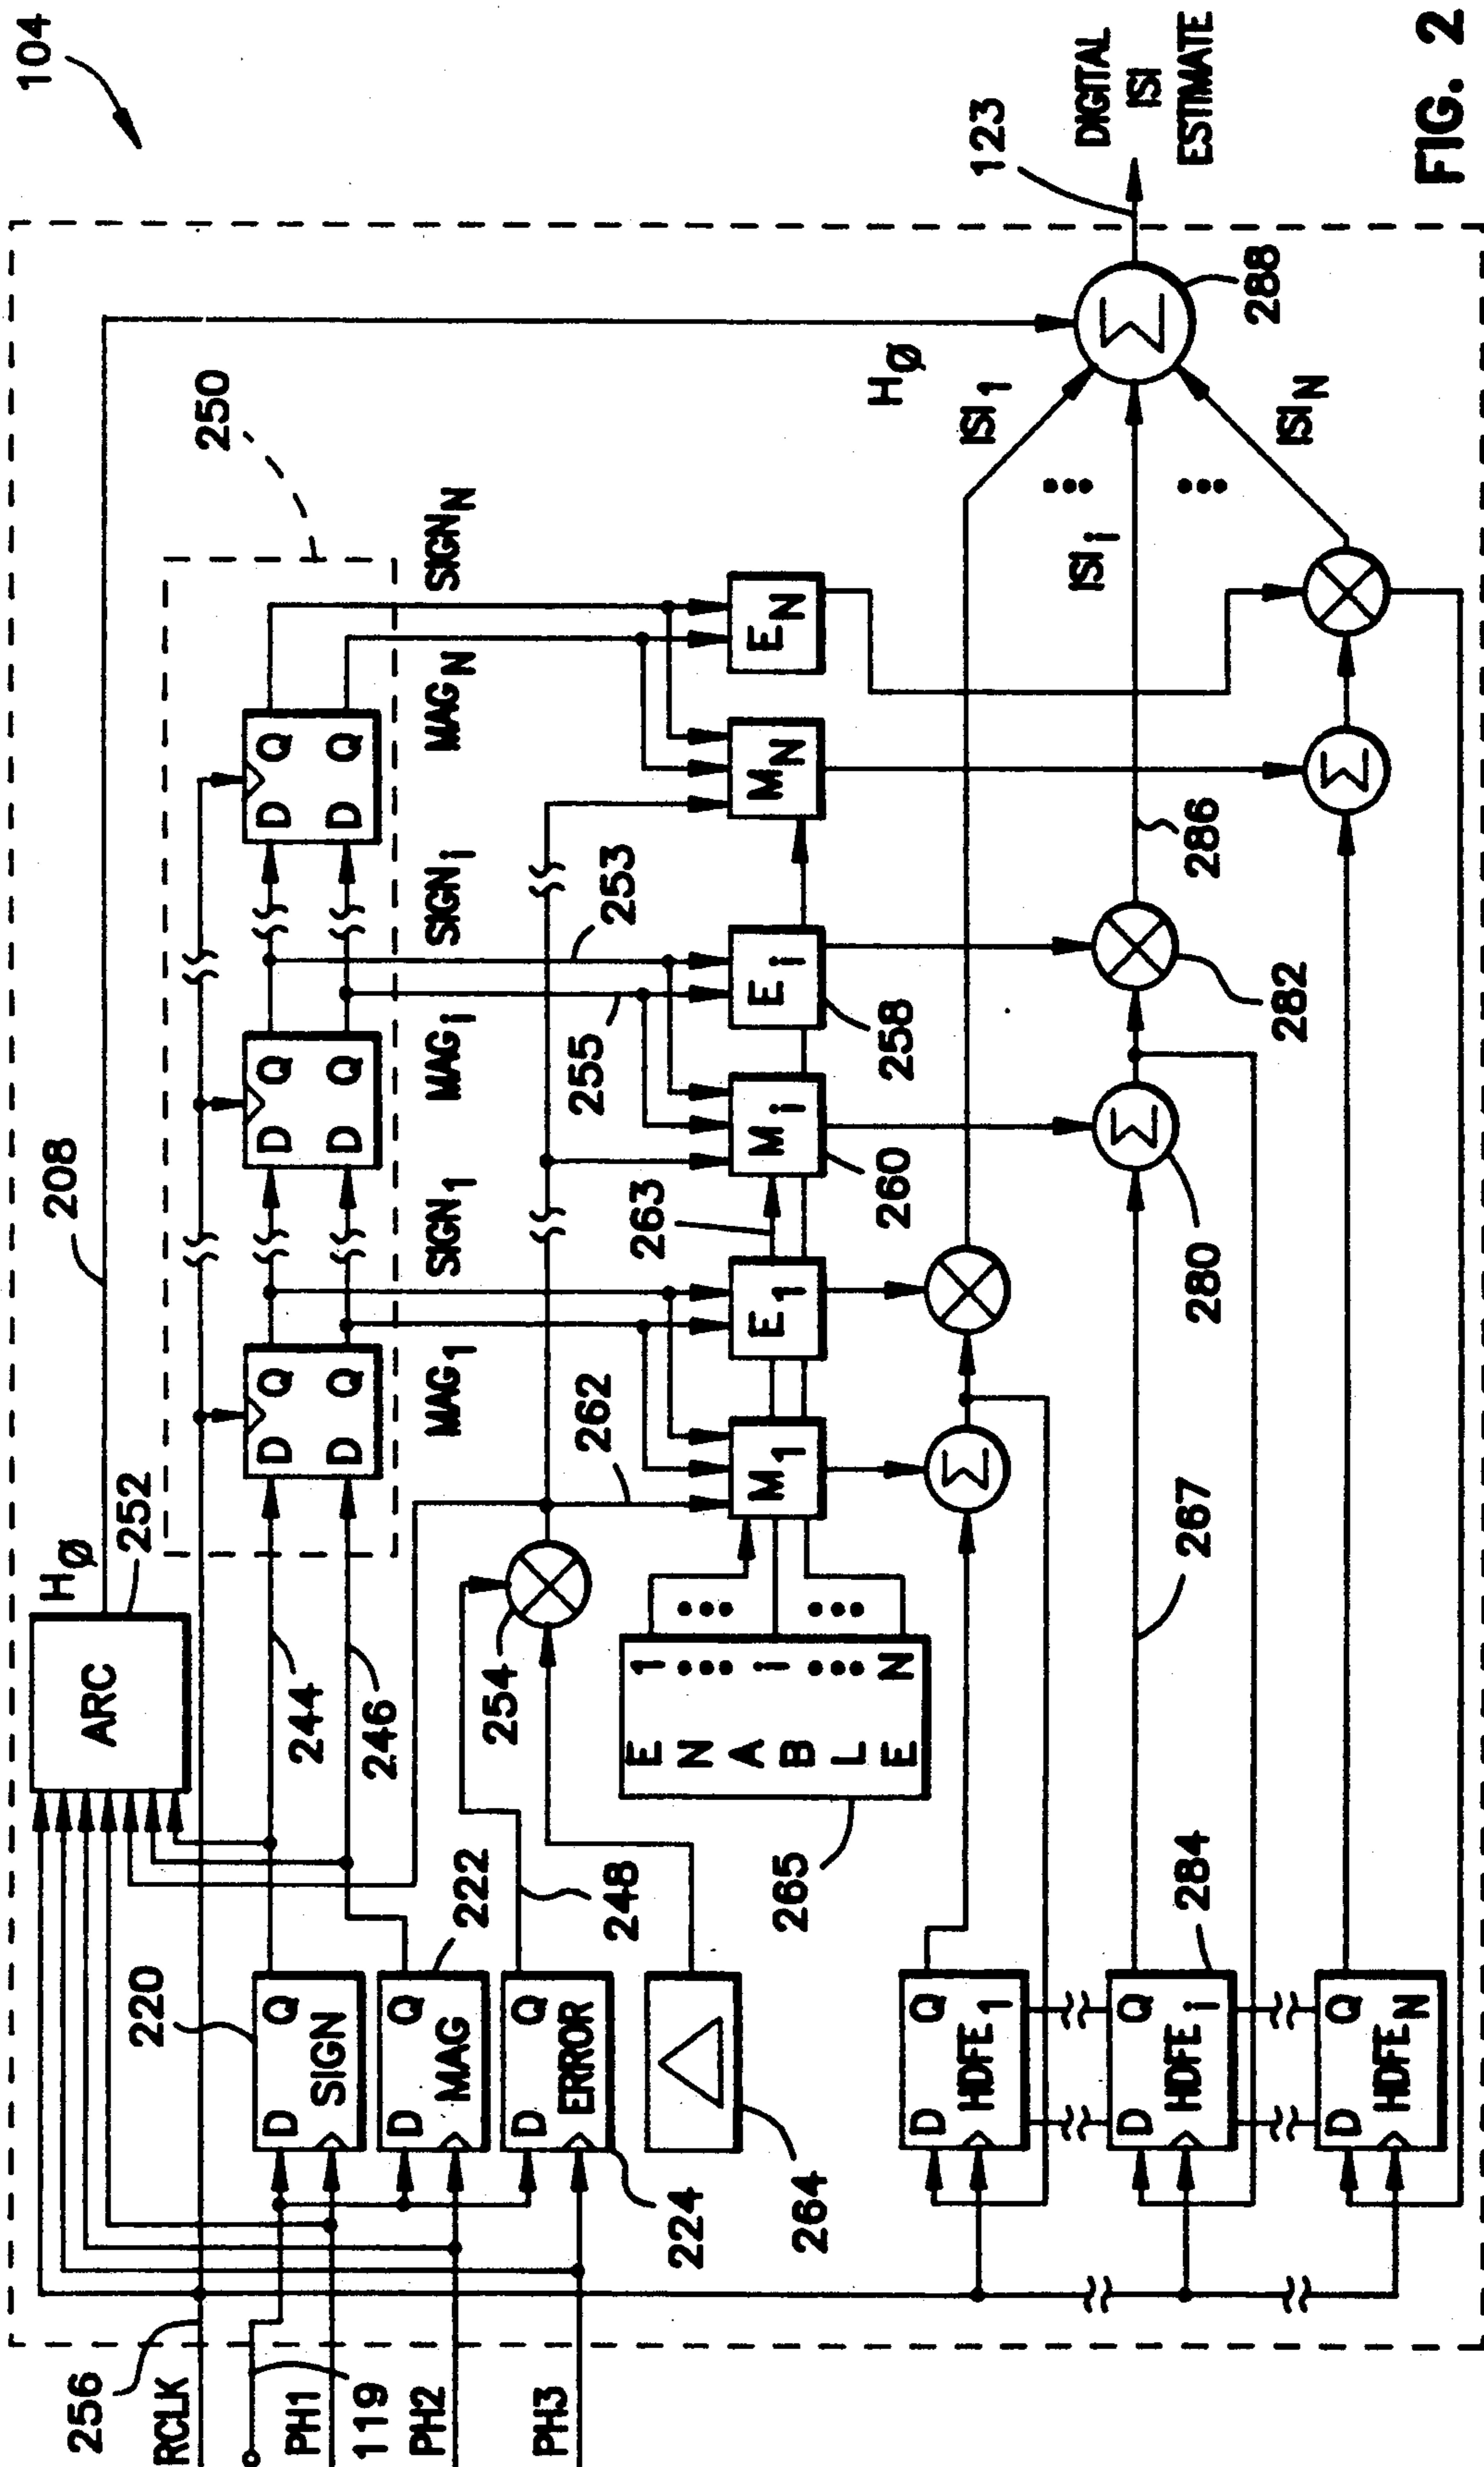 104
208
H∅
252
ARC
250
256
RCLK
PH1
119
PH2
PH3
220
D Q
SIGN
222
D Q
MAG
224
D Q
ERROR
264
△
244
246
248
254
D Q
D Q
D Q
D Q
D Q
D Q
MAG1
SIGN1
MAGi
SIGNi
MAGN
SIGNN
262
263
255
253
265
ENABLE
1
i
N
M1
E1
Mi
Ei
MN
EN
260
258
D Q
HDFE1
D Q
HDFEi
D Q
HDFEN
284
267
Σ
Σ
Σ
280
282
286
H∅
ISI1
ISIi
ISIN
Σ
288
123
DIGITAL
ISI
ESTIMATE
FIG. 2